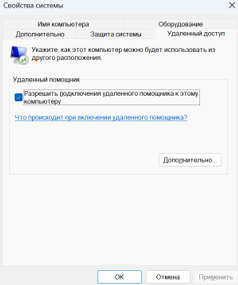 Свойства системы
Имя компьютера
Оборудование
Дополнительно
Защита системы
Удаленный доступ
Укажите, как этот компьютер можно будет использовать из
другого расположения.
Удаленный помощник
Разрешить подключения удаленного помощника к этому
компьютеру
Что происходит при включении удаленного помощника?
Дополнительно...
ОК
Отмена
Применить